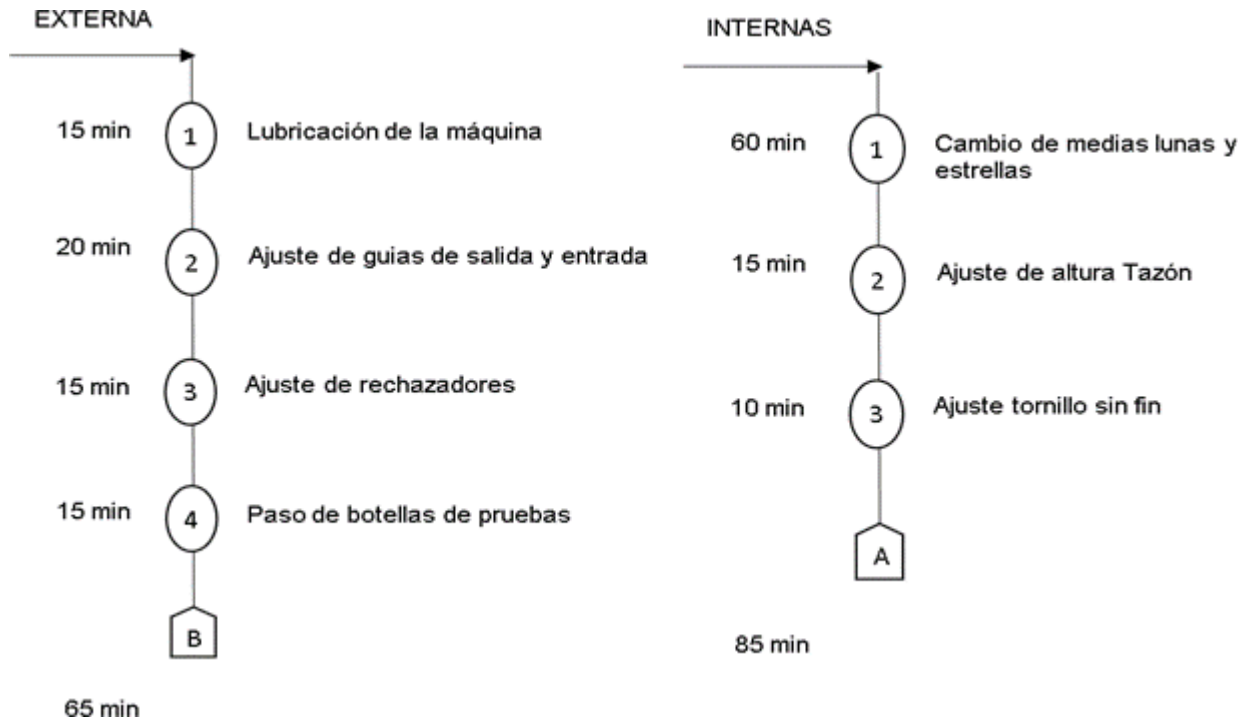 EXTERNA
15 min 1 Lubricación de la máquina
20 min 2 Ajuste de guias de salida y entrada
15 min 3 Ajuste de rechazadores
15 min 4 Paso de botellas de pruebas
B
65 min
INTERNAS
60 min 1 Cambio de medias lunas y
estrellas
15 min 2 Ajuste de altura Tazón
10 min 3 Ajuste tornillo sin fin
A
85 min